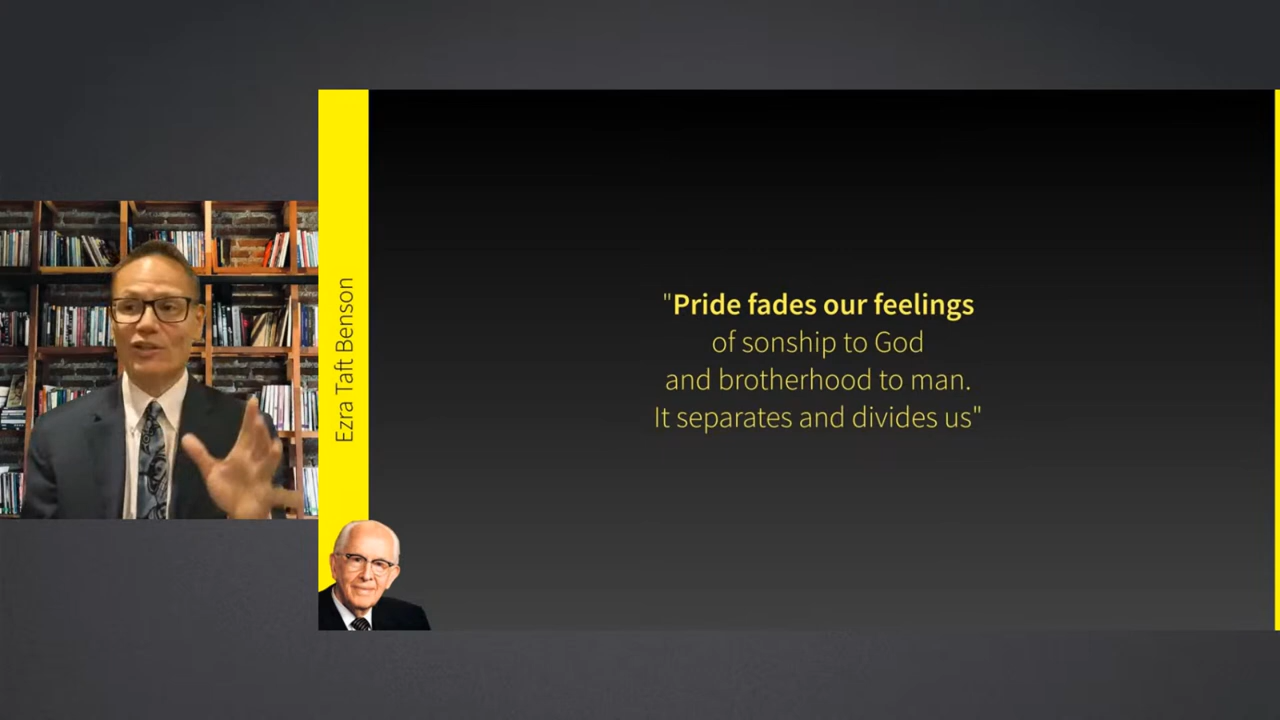 Ezra Taft Benson
"Pride fades our feelings
of sonship to God
and brotherhood to man.
It separates and divides us"